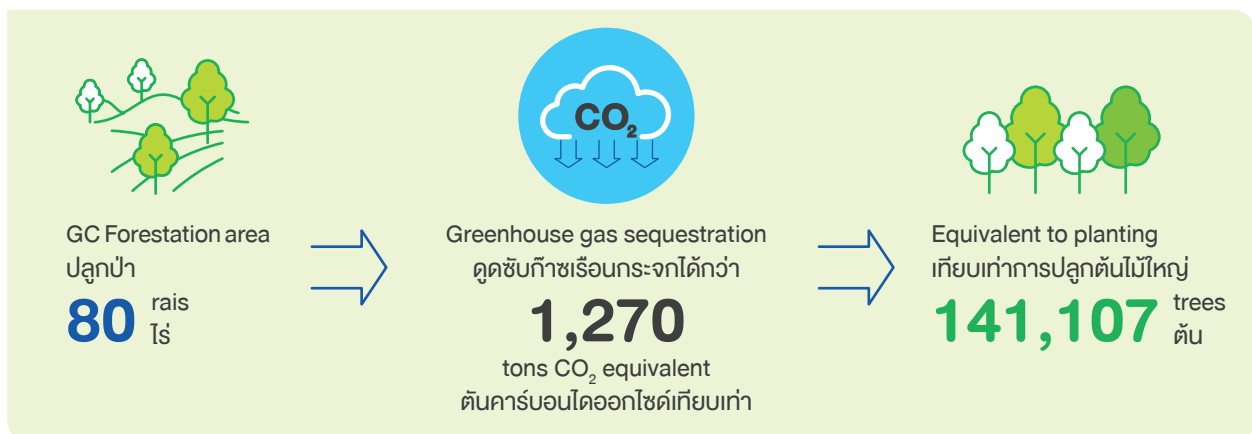 GC Forestation area
ปลูกป่า
80 rais
ไร่
CO₂
Greenhouse gas sequestration
ดูดซับก๊าซเรือนกระจกได้กว่า
1,270
tons CO₂ equivalent
ตันคาร์บอนไดออกไซด์เทียบเท่า
Equivalent to planting
เทียบเท่าการปลูกต้นไม้ใหญ่
141,107 trees
ต้น